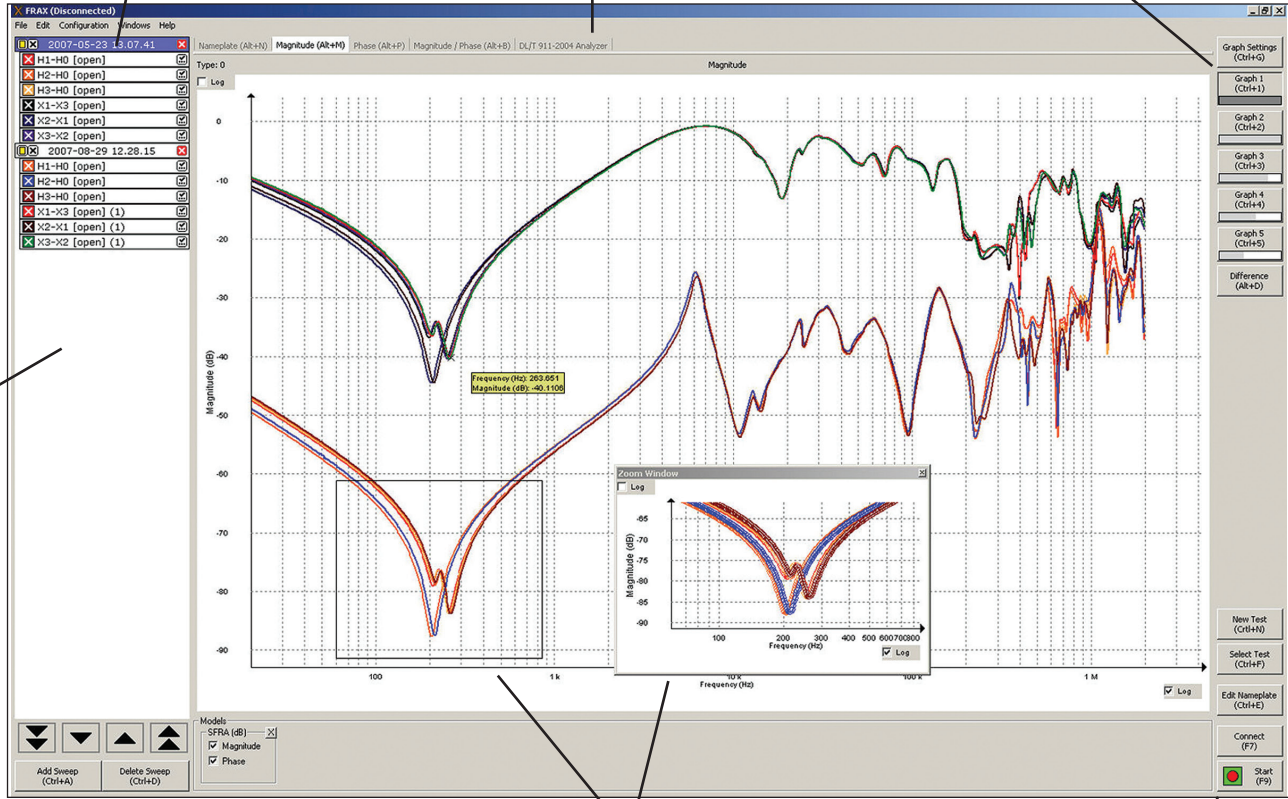 FRAX (Disconnected)
File Edit Configuration Windows Help
2007-05-23 13.07.41
H1-H0 [open]
H2-H0 [open]
H3-H0 [open]
X1-X3 [open]
X2-X1 [open]
X3-X2 [open]
2007-08-29 12.28.15
H1-H0 [open]
H2-H0 [open]
H3-H0 [open]
X1-X3 [open] (1)
X2-X1 [open] (1)
X3-X2 [open] (1)
Add Sweep
(Ctrl+A)
Delete Sweep
(Ctrl+D)
Nameplate (Alt+N) Magnitude (Alt+M) Phase (Alt+P) Magnitude / Phase (Alt+B) DL/T 911-2004 Analyzer
Type: 0
Magnitude
Log
0
-10
-20
-30
-40
-50
-60
-70
-80
-90
Magnitude (dB)
Frequency (Hz): 263.651
Magnitude (dB): -40.1106
Zoom Window
Log
-65
-70
-75
-80
-85
-90
Magnitude (dB)
100 200 300 400 500 600700800
Frequency (Hz)
Log
100 1 k 10 k 100 k 1 M
Frequency (Hz)
Log
Models
SFRA (dB)
Magnitude
Phase
Graph Settings
(Ctrl+G)
Graph 1
(Ctrl+1)
Graph 2
(Ctrl+2)
Graph 3
(Ctrl+3)
Graph 4
(Ctrl+4)
Graph 5
(Ctrl+5)
Difference
(Alt+D)
New Test
(Crtl+N)
Select Test
(Ctrl+F)
Edit Nameplate
(Ctrl+E)
Connect
(F7)
Start
(F9)